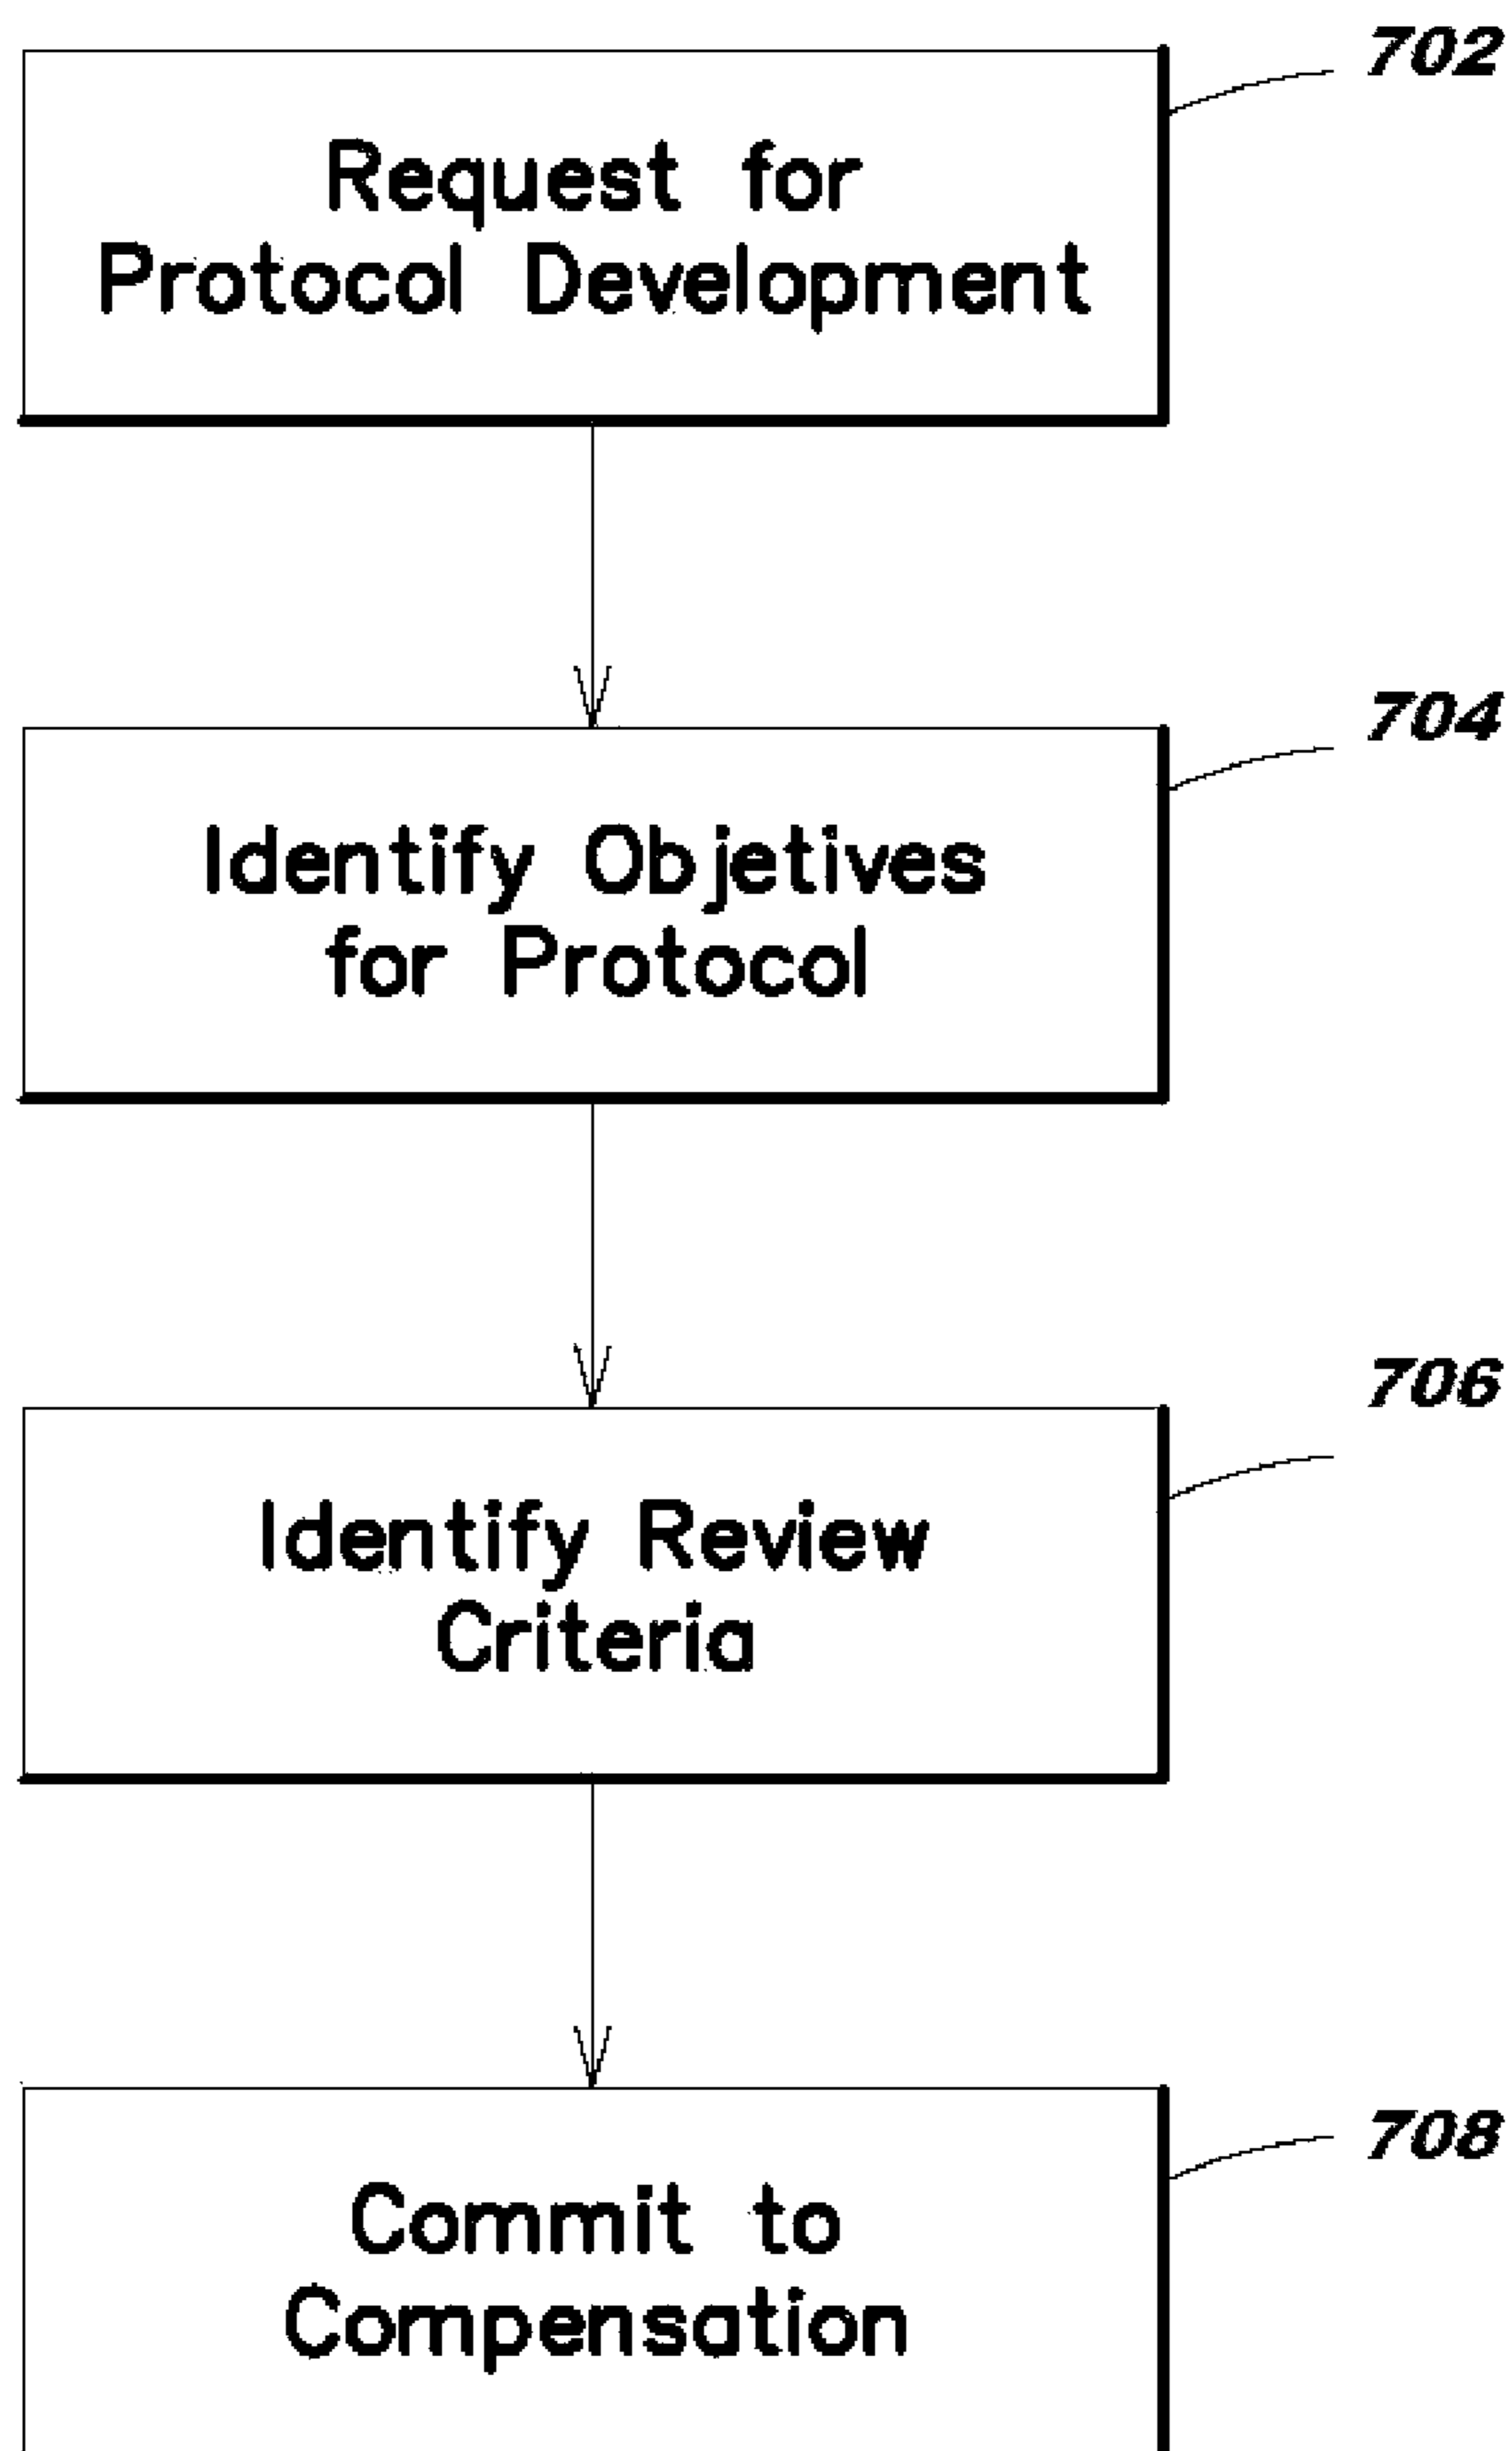 702
Request for
Protocol Development
704
Identify Objetives
for Protocol
706
Identify Review
Criteria
708
Commit to
Compensation